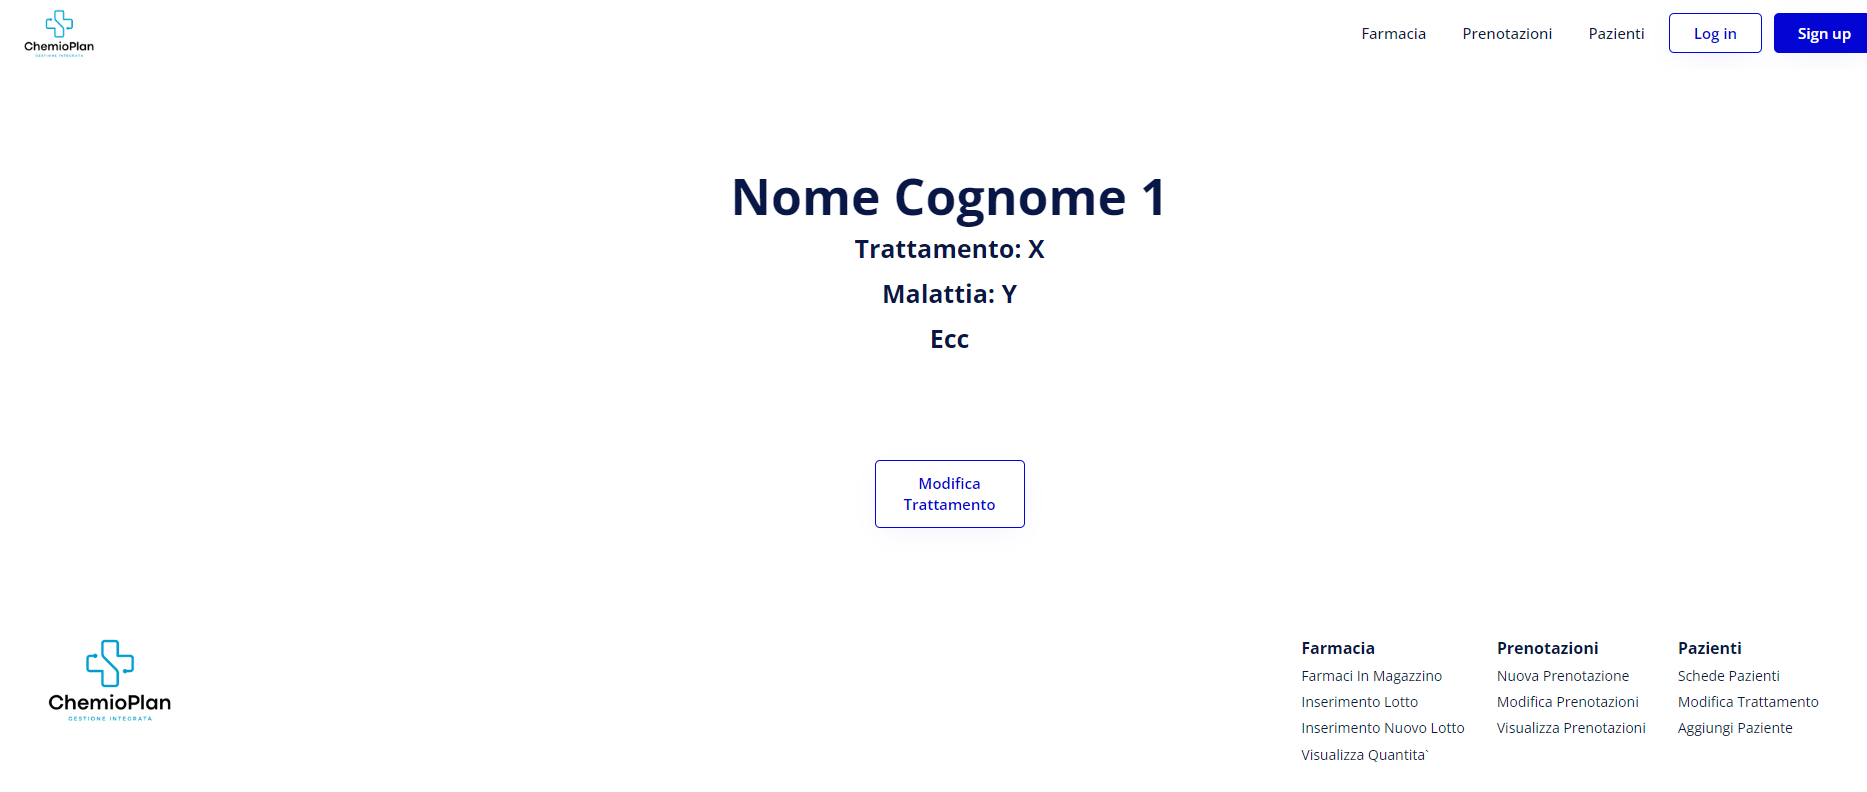 ChemioPlan
GESTIONE INTEGRATA
Farmacia
Prenotazioni
Pazienti
Log in
Sign up
Nome Cognome 1
Trattamento: X
Malattia: Y
Ecc
Modifica
Trattamento
ChemioPlan
GESTIONE INTEGRATA
Farmacia
Farmaci In Magazzino
Inserimento Lotto
Inserimento Nuovo Lotto
Visualizza Quantita`
Prenotazioni
Nuova Prenotazione
Modifica Prenotazioni
Visualizza Prenotazioni
Pazienti
Schede Pazienti
Modifica Trattamento
Aggiungi Paziente